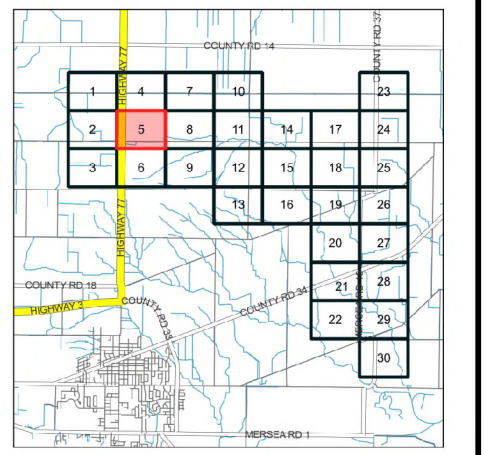 COUNTY RD 14
COUNTY RD 37
HIGHWAY 77
1 4 7 10 23
2 5 8 11 14 17 24
3 6 9 12 15 18 25
13 16 19 26
HIGHWAY 77
20 27
21 28
COUNTY RD 18
COUNTY RD 34
HIGHWAY 3
COUNTY RD 34
22 29
30
MERSEA RD 1